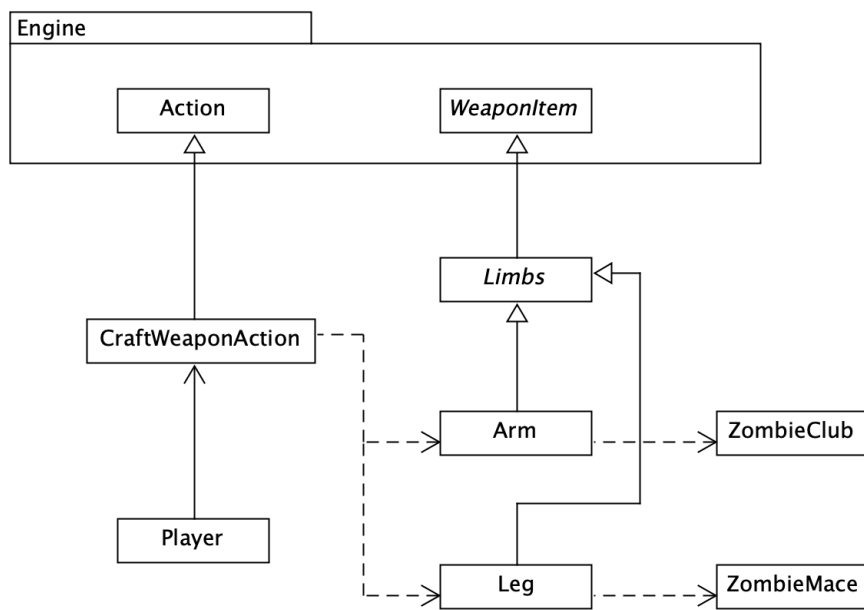 Engine
Action
WeaponItem
Limbs
CraftWeaponAction
Arm
ZombieClub
Player
Leg
ZombieMace